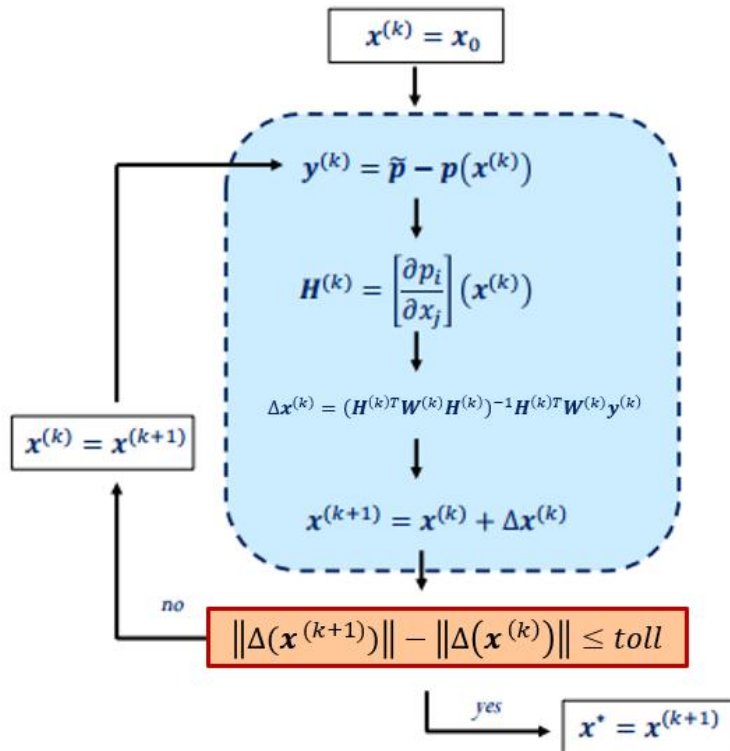 x^{(k)} = x_0
y^{(k)} = p̃ − p(x^{(k)})
H^{(k)} = [∂p_i / ∂x_j] (x^{(k)})
Δx^{(k)} = (H^{(k)T} W^{(k)} H^{(k)})^{−1} H^{(k)T} W^{(k)} y^{(k)}
x^{(k)} = x^{(k+1)}
x^{(k+1)} = x^{(k)} + Δx^{(k)}
no
‖Δ(x^{(k+1)})‖ − ‖Δ(x^{(k)})‖ ≤ toll
yes
x^* = x^{(k+1)}